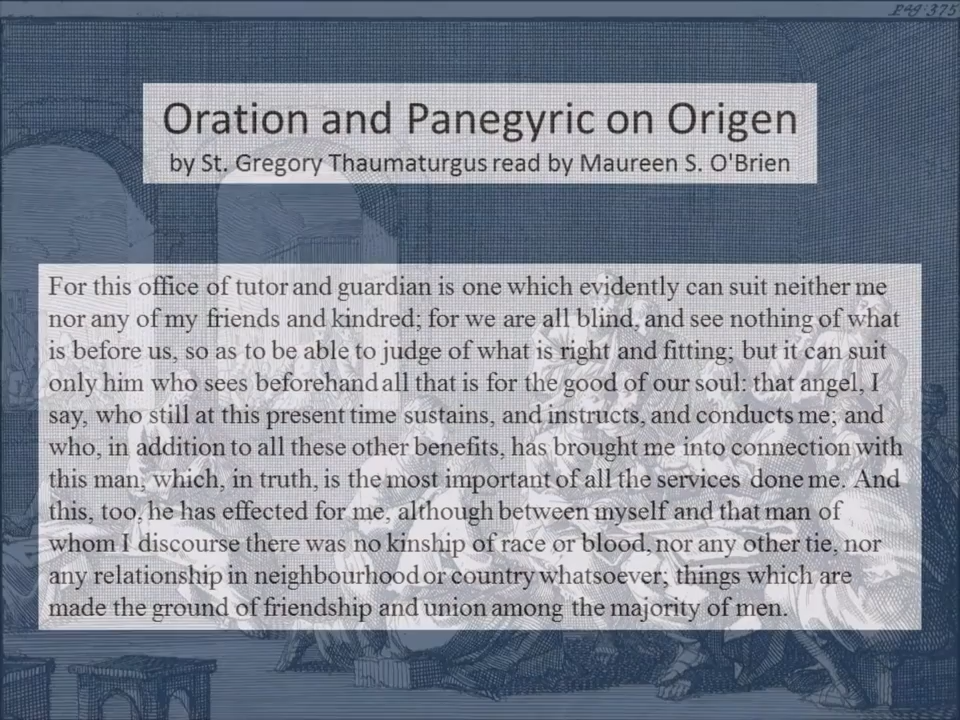 Pag: 375
Oration and Panegyric on Origen
by St. Gregory Thaumaturgus read by Maureen S. O'Brien
For this office of tutor and guardian is one which evidently can suit neither me
nor any of my friends and kindred; for we are all blind, and see nothing of what
is before us, so as to be able to judge of what is right and fitting; but it can suit
only him who sees beforehand all that is for the good of our soul: that angel, I
say, who still at this present time sustains, and instructs, and conducts me; and
who, in addition to all these other benefits, has brought me into connection with
this man; which, in truth, is the most important of all the services done me. And
this, too, he has effected for me, although between myself and that man of
whom I discourse there was no kinship of race or blood, nor any other tie, nor
any relationship in neighbourhood or country whatsoever; things which are
made the ground of friendship and union among the majority of men.